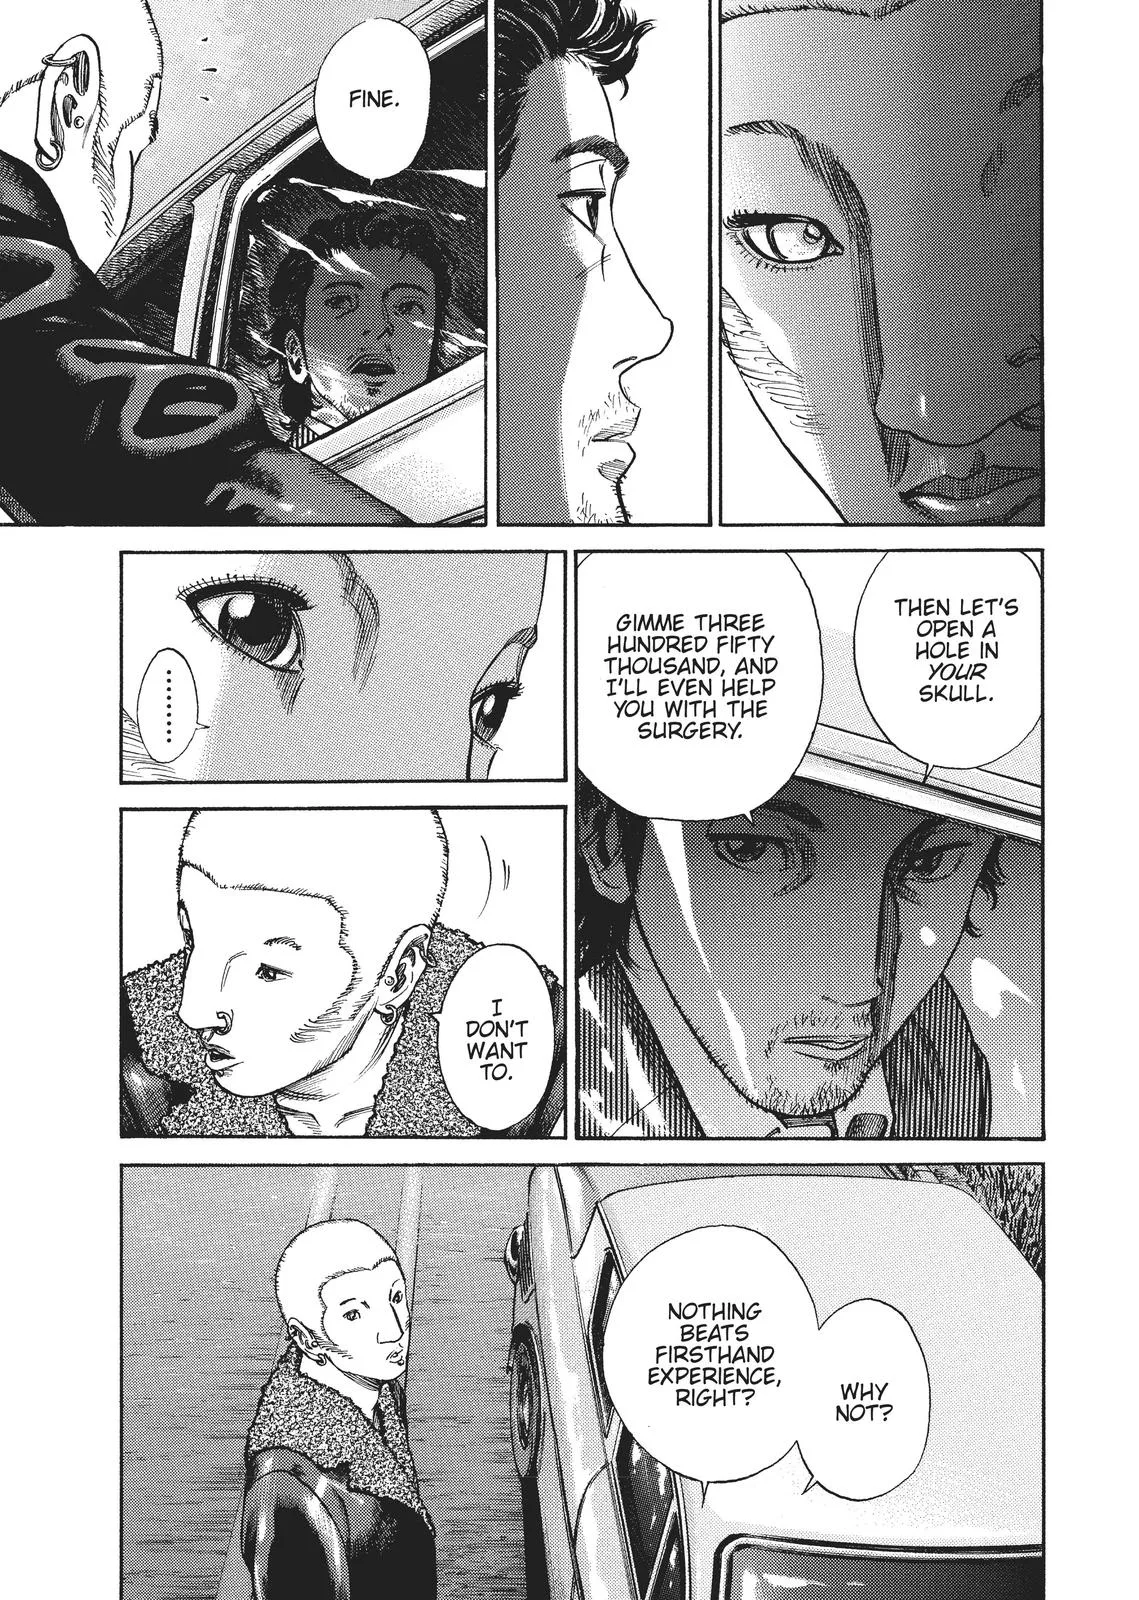 FINE.
THEN LET'S
OPEN A
HOLE IN
YOUR
SKULL.
GIMME THREE
HUNDRED FIFTY
THOUSAND, AND
I'LL EVEN HELP
YOU WITH THE
SURGERY.
.........
I
DON'T
WANT
TO.
WHY
NOT?
NOTHING
BEATS
FIRSTHAND
EXPERIENCE,
RIGHT?